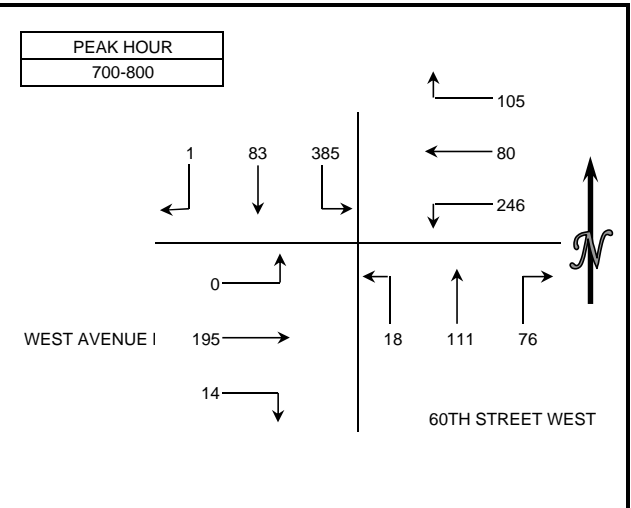 PEAK HOUR
700-800
105
1 83 385
80
246
0
N
WEST AVENUE I 195
18 111 76
14
60TH STREET WEST